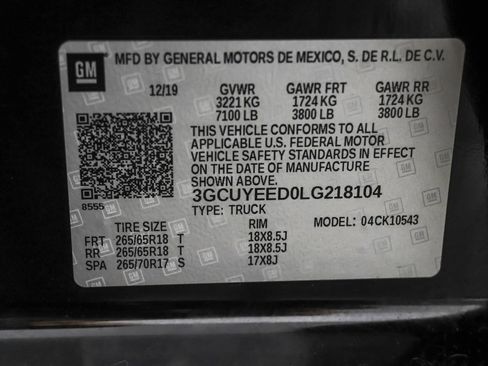 GM
MFD BY GENERAL MOTORS DE MEXICO, S. DE R.L. DE C.V.
12/19 GVWR GAWR FRT GAWR RR
3221 KG 1724 KG 1724 KG
7100 LB 3800 LB 3800 LB
THIS VEHICLE CONFORMS TO ALL
APPLICABLE U.S. FEDERAL MOTOR
VEHICLE SAFETY STANDARDS IN EFFECT
ON THE DATE OF MANUFACTURE
SHOWN ABOVE.
8555 3GCUYEED0LG218104
TYPE: TRUCK MODEL: 04CK10543
TIRE SIZE RIM
FRT 265/65R18 T 18X8.5J
RR 265/65R18 T 18X8.5J
SPA 265/70R17 S 17X8J